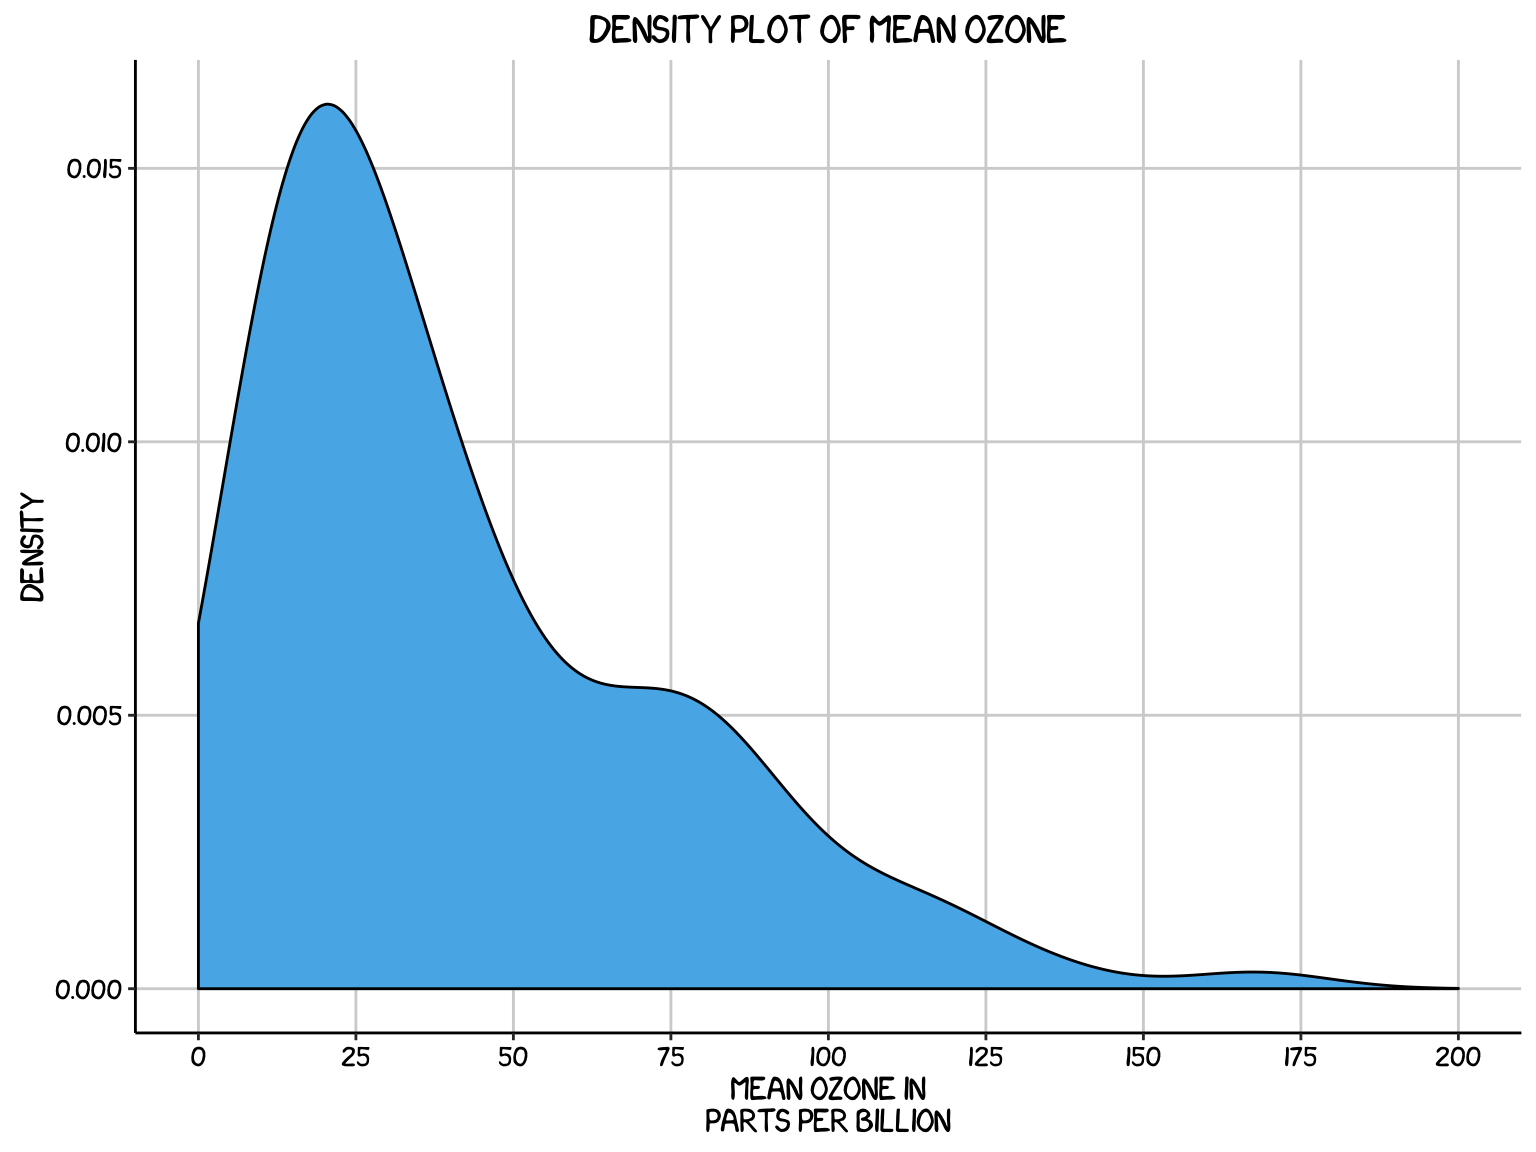 DENSITY PLOT OF MEAN OZONE
0.015
0.010
0.005
0.000
DENSITY
0 25 50 75 100 125 150 175 200
MEAN OZONE IN
PARTS PER BILLION